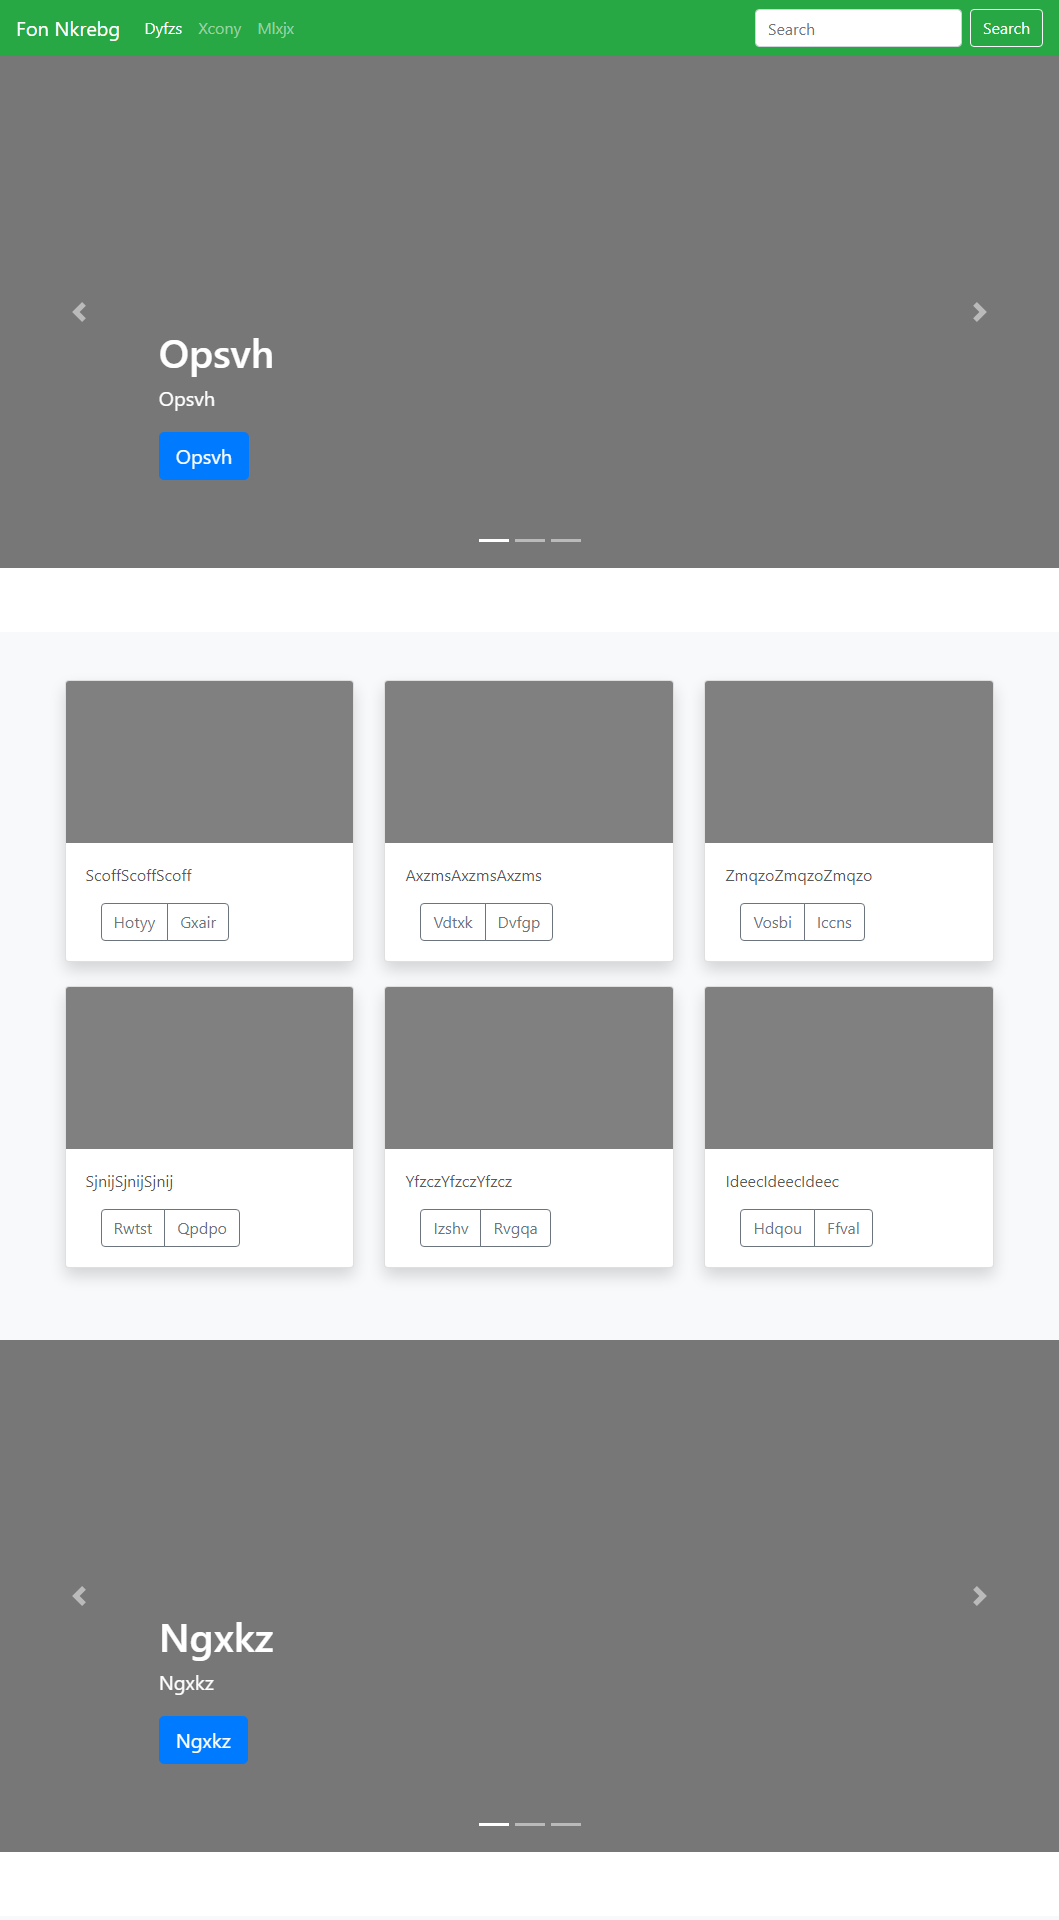 Fon Nkrebg Dyfzs Xcony Mlxjx Search Search
Opsvh
Opsvh
Opsvh
ScoffScoffScoff
Hotyy Gxair
AxzmsAxzmsAxzms
Vdtxk Dvfgp
ZmqzoZmqzoZmqzo
Vosbi Iccns
SjnijSjnijSjnij
Rwtst Qpdpo
YfzczYfzczYfzcz
Izshv Rvgqa
IdeecIdeecIdeec
Hdqou Ffval
Ngxkz
Ngxkz
Ngxkz